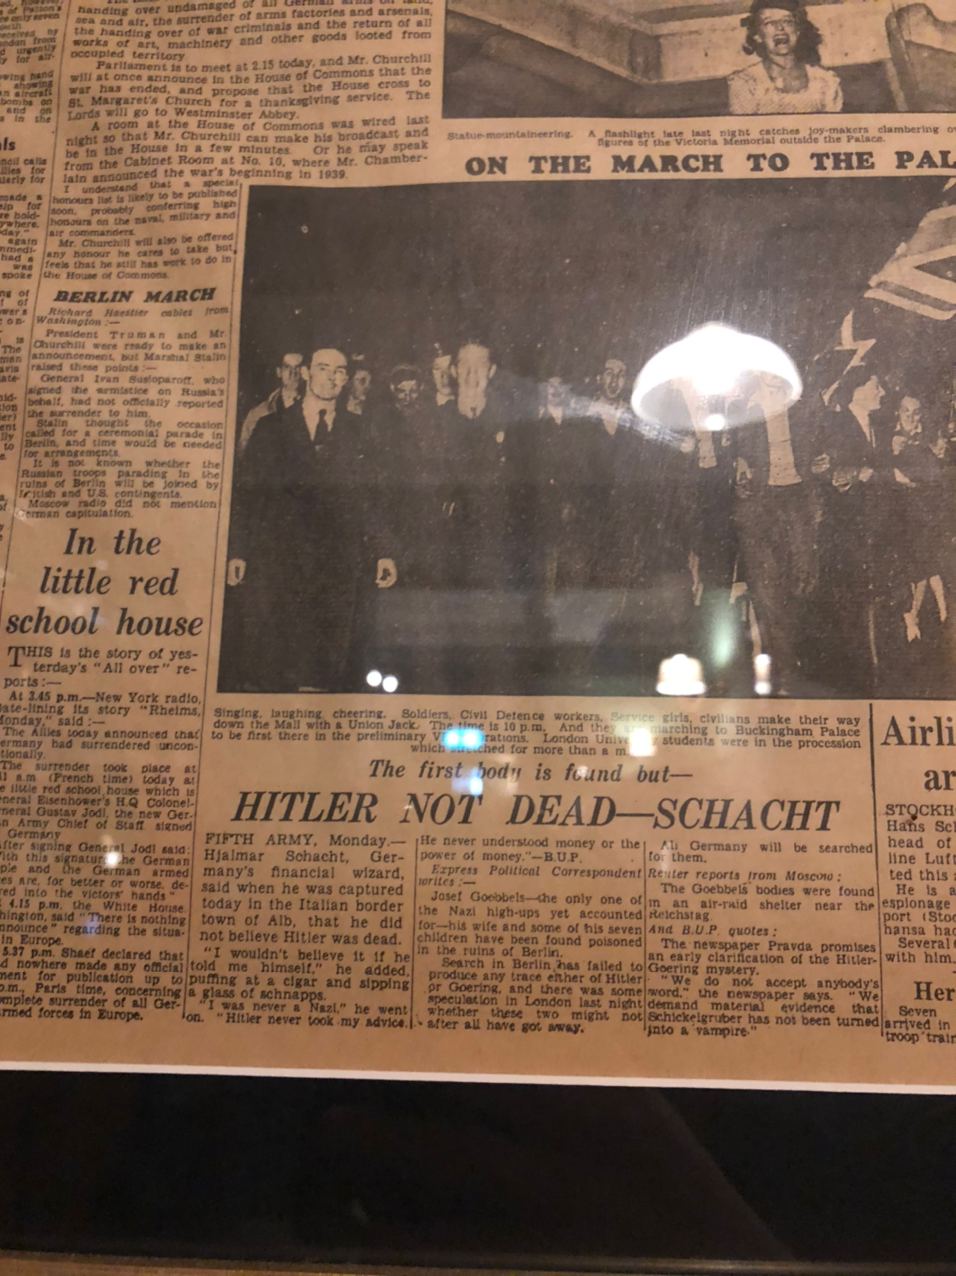 handing over undamaged of all German arms on land,
sea and air, the surrender of arms factories and arsenals,
the handing over of war criminals and the return of all
works of art, machinery and other goods looted from
occupied territory
Parliament is to meet at 2.15 today, and Mr. Churchill
will at once announce in the House of Commons that the
war has ended, and propose that the House cross to
St. Margaret's Church for a thanksgiving service. The
Lords will go to Westminster Abbey.
A room at the House of Commons was wired last
night so that Mr. Churchill can make his broadcast and
be in the House in a few minutes. Or he may speak
from the Cabinet Room at No. 10, where Mr. Chamber-
lain announced the war's beginning in 1939.
I understand that a special
honours list is likely to be published
soon, probably conferring high
honours on the naval, military and
air commanders.
Mr. Churchill will also be offered
any honour he cares to take but
feels that he still has work to do in
the House of Commons.
BERLIN MARCH
Richard Haestier cables from
Washington:—
President Truman and Mr.
Churchill were ready to make an
announcement, but Marshal Stalin
raised these points:—
General Ivan Susloparoff, who
signed the armistice on Russia's
behalf, had not officially reported
the surrender to him.
Stalin thought the occasion
called for a ceremonial parade in
Berlin, and time would be needed
for arrangements.
It is not known whether the
Russian troops parading in the
ruins of Berlin will be joined by
British and U.S. contingents.
Moscow radio did not mention
German capitulation.
In the
little red
school house
THIS is the story of yes-
terday's "All over" re-
ports:—
At 3.45 p.m.—New York radio,
date-lining its story "Rheims,
Monday," said:—
The Allies today announced that
Germany had surrendered uncon-
ditionally.
The surrender took place at
a.m (French time) today at
little red school house which is
General Eisenhower's H.Q Colonel-
General Gustav Jodl, the new Ger-
Army Chief of Staff signed
Germany
After signing General Jodl said:
With this signature the German
people and the German armed
are, for better or worse, de-
into the victors' hands
4.15 p.m. the White House
Washington, said "There is nothing
announce" regarding the situa-
in Europe.
5.37 p.m. Shaef declared that
nowhere made any official
for publication up to
p.m., Paris time, concerning
complete surrender of all Ger-
armed forces in Europe.
Statue-mountaineering. A flashlight late last night catches joy-makers clambering
figures of the Victoria Memorial outside the Palace.
ON THE MARCH TO THE PAL
Singing, laughing, cheering. Soldiers, Civil Defence workers, Service girls, civilians make their way
down the Mall with a Union Jack. The time is 10 p.m. And they are marching to Buckingham Palace
to be first there in the preliminary London University students were in the procession
which stretched for more than a
The first body is found but—
HITLER NOT DEAD—SCHACHT
FIFTH ARMY, Monday.—
Hjalmar Schacht, Ger-
many's financial wizard,
said when he was captured
today in the Italian border
town of Alb, that he did
not believe Hitler was dead.
"I wouldn't believe it if he
told me himself," he added,
puffing at a cigar and sipping
a glass of schnapps.
"I was never a Nazi," he went
on. "Hitler never took my advice.
He never understood money or the
power of money."—B.U.P.
Express Political Correspondent
writes:—
Josef Goebbels—the only one of
the Nazi high-ups yet accounted
for—his wife and some of his seven
children have been found poisoned
in the ruins of Berlin.
Search in Berlin has failed to
produce any trace either of Hitler
or Goering, and there was some
speculation in London last night
whether these two might not
after all have got away.
All Germany will be searched
for them.
Reuter reports from Moscow:
The Goebbels bodies were found
in an air-raid shelter near the
Reichstag.
And B.U.P. quotes:
The newspaper Pravda promises
an early clarification of the Hitler-
Goering mystery.
"We do not accept anybody's
word," the newspaper says. "We
demand material evidence that
Schickelgruber has not been turned
into a vampire."
Airli
ar
STOCKH
Hans Sch
head of
line Luft
ted this
He is a
espionage
port (Stoc
hansa ha
Several
with him.
Her
Seven
arrived in
troop train